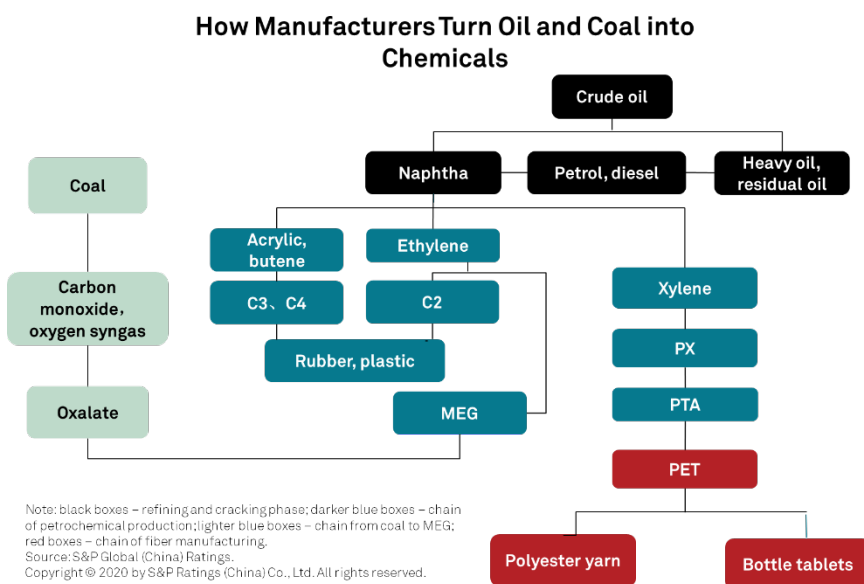 How Manufacturers Turn Oil and Coal into
Chemicals
Crude oil
Naphtha
Petrol, diesel
Heavy oil,
residual oil
Coal
Acrylic,
butene
Ethylene
Carbon
monoxide,
oxygen syngas
C3、C4
C2
Xylene
Rubber, plastic
PX
Oxalate
MEG
PTA
PET
Polyester yarn
Bottle tablets
Note: black boxes – refining and cracking phase; darker blue boxes – chain
of petrochemical production; lighter blue boxes – chain from coal to MEG;
red boxes – chain of fiber manufacturing.
Source: S&P Global (China) Ratings.
Copyright © 2020 by S&P Ratings (China) Co., Ltd. All rights reserved.